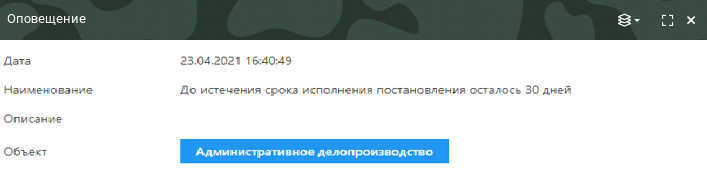 Оповещение
Дата 23.04.2021 16:40:49
Наименование До истечения срока исполнения постановления осталось 30 дней
Описание
Объект Административное делопроизводство